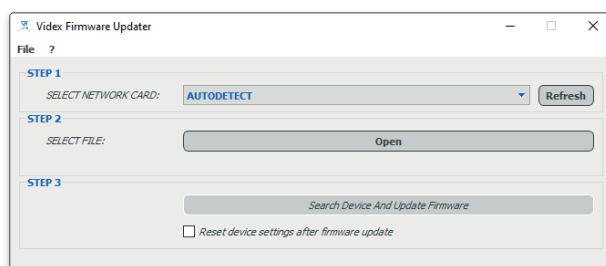 Videx Firmware Updater
File ?
STEP 1
SELECT NETWORK CARD: AUTODETECT Refresh
STEP 2
SELECT FILE: Open
STEP 3
Search Device And Update Firmware
Reset device settings after firmware update